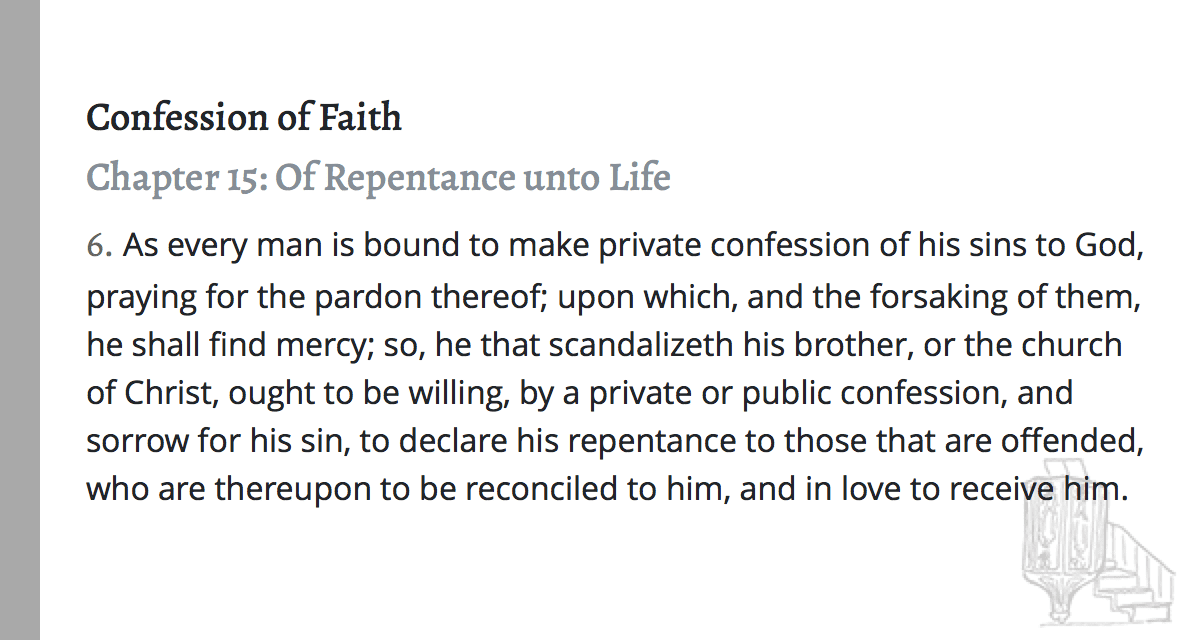 Confession of Faith
Chapter 15: Of Repentance unto Life
6. As every man is bound to make private confession of his sins to God,
praying for the pardon thereof; upon which, and the forsaking of them,
he shall find mercy; so, he that scandalizeth his brother, or the church
of Christ, ought to be willing, by a private or public confession, and
sorrow for his sin, to declare his repentance to those that are offended,
who are thereupon to be reconciled to him, and in love to receive him.